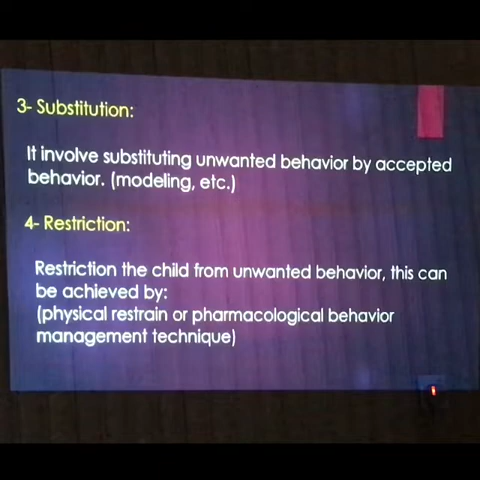 3- Substitution:
It involve substituting unwanted behavior by accepted
behavior. (modeling, etc.)
4- Restriction:
Restriction the child from unwanted behavior, this can
be achieved by:
(physical restrain or pharmacological behavior
management technique)